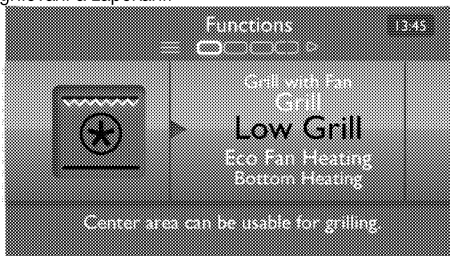 Functions
13:45
Grill with Fan
Grill
Low Grill
Eco Fan Heating
Bottom Heating
Center area can be usable for grilling.